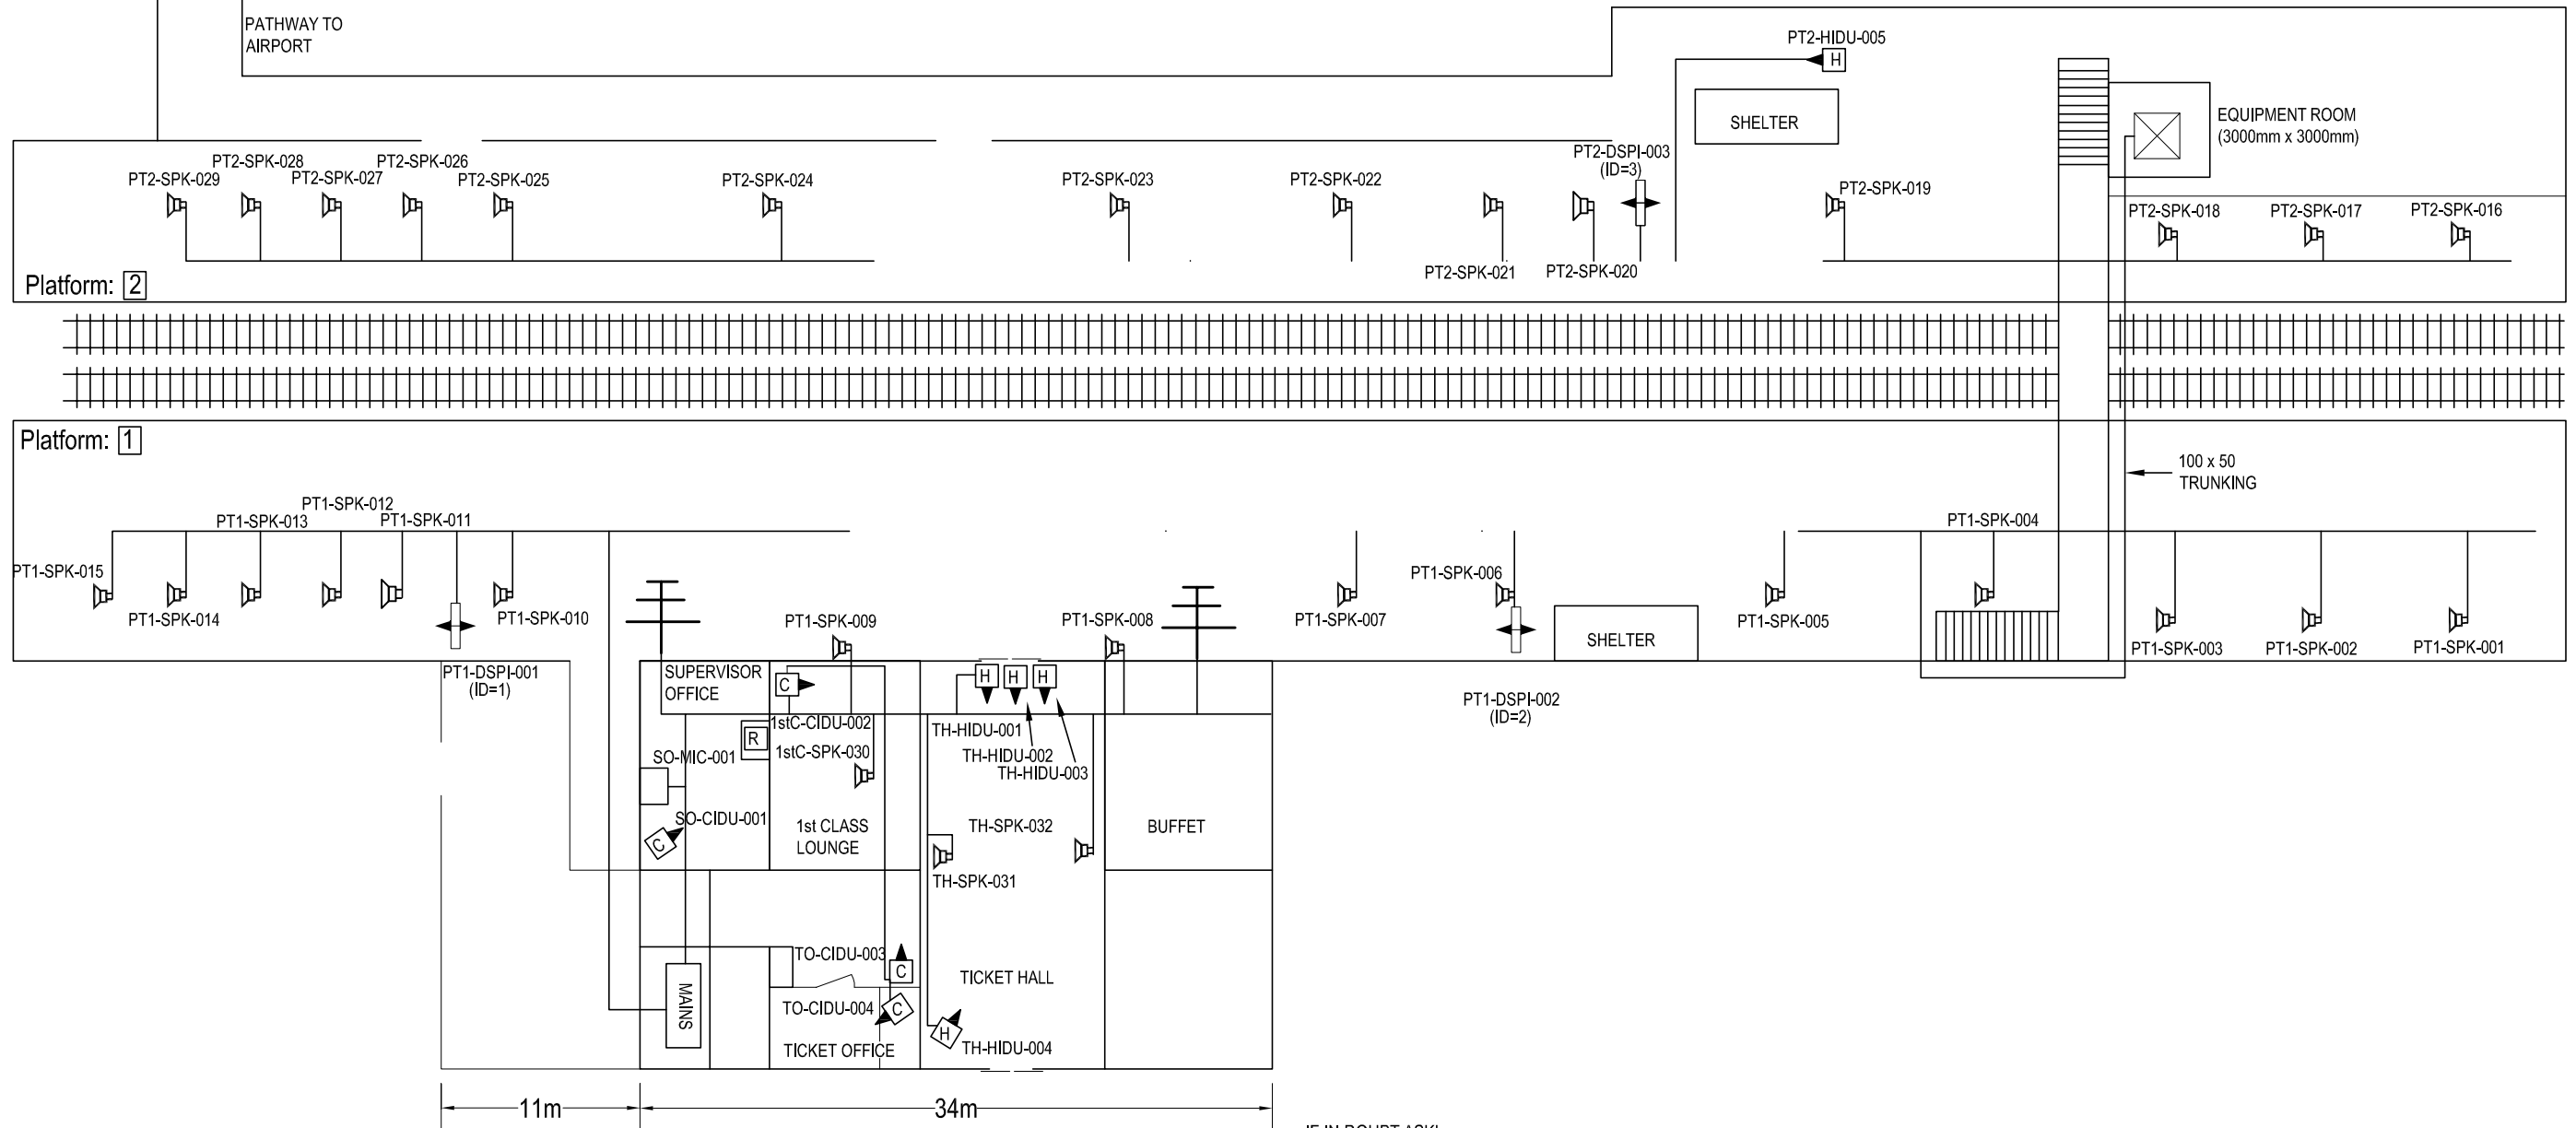 PATHWAY TO
AIRPORT
PT2-HIDU-005
H
SHELTER
EQUIPMENT ROOM
(3000mm x 3000mm)
PT2-DSPI-003
(ID=3)
PT2-SPK-029
PT2-SPK-028
PT2-SPK-027
PT2-SPK-026
PT2-SPK-025
PT2-SPK-024
PT2-SPK-023
PT2-SPK-022
PT2-SPK-021
PT2-SPK-020
PT2-SPK-019
PT2-SPK-018
PT2-SPK-017
PT2-SPK-016
Platform: 2
Platform: 1
100 x 50
TRUNKING
PT1-SPK-015
PT1-SPK-014
PT1-SPK-013
PT1-SPK-012
PT1-SPK-011
PT1-SPK-010
PT1-SPK-009
PT1-SPK-008
PT1-SPK-007
PT1-SPK-006
SHELTER
PT1-SPK-005
PT1-SPK-004
PT1-SPK-003
PT1-SPK-002
PT1-SPK-001
PT1-DSPI-001
(ID=1)
PT1-DSPI-002
(ID=2)
SUPERVISOR
OFFICE
C
H
H
H
1stC-CIDU-002
R
1stC-SPK-030
SO-MIC-001
SO-CIDU-001
C
1st CLASS
LOUNGE
TH-HIDU-001
TH-HIDU-002
TH-HIDU-003
TH-SPK-032
TH-SPK-031
BUFFET
TO-CIDU-003
C
TO-CIDU-004
C
TICKET OFFICE
MAINS
TICKET HALL
H
TH-HIDU-004
11m
34m
IF IN DOUBT ASK!